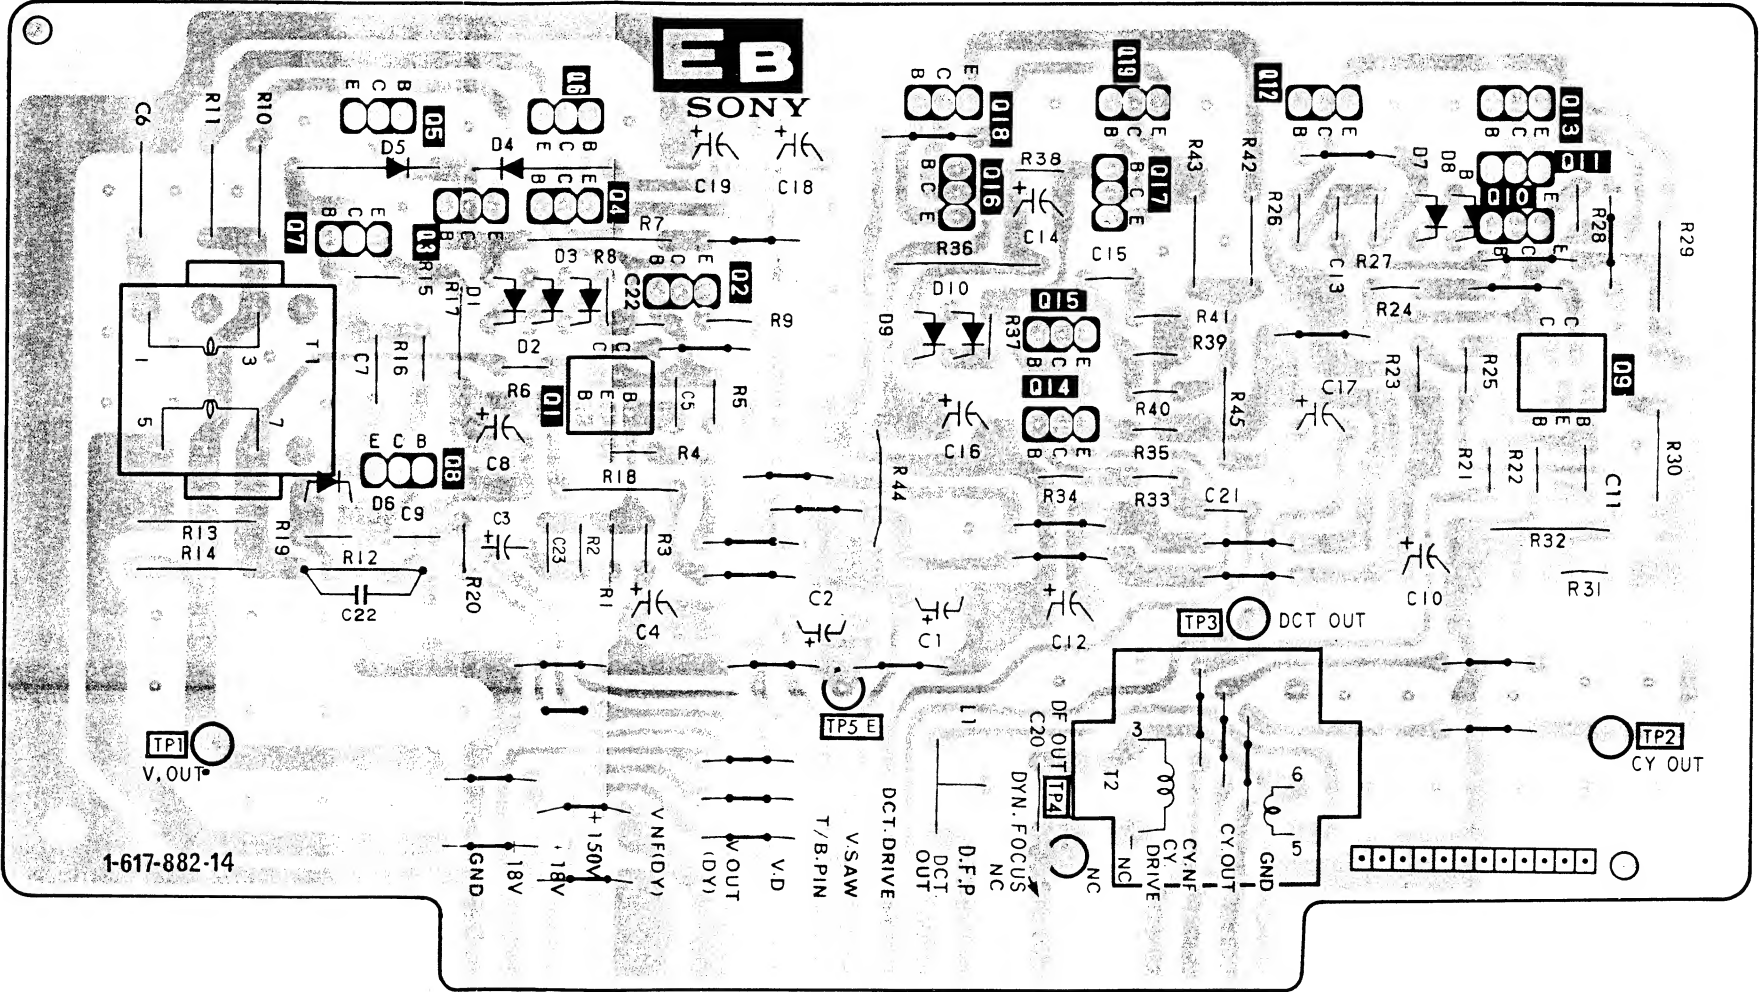 EB
SONY
C6
R11
R10
E C B
Q5
Q6
E C B
D5
D4
C19
C18
B C E
Q18
Q19
B C E
Q12
B C E
Q13
B C E
Q7
B C E
Q3
B C E
Q4
B C E
R7
B C E
Q16
R38
C14
B C E
Q17
C15
R43
R42
R26
C13
R27
D7
D8
B
Q11
Q10
B C E
E
R28
R29
R36
R15
R17
D1
D3
R8
C22
B C E
Q2
R9
D2
D9
D10
Q15
R37
B C E
R41
R39
R24
1
3
T1
5
7
C7
R16
R6
Q1
C C
B E B
C5
R5
R4
C8
Q14
B C E
C16
R40
R35
R45
C17
R23
R25
C C
Q9
B E B
E C B
Q8
D6
C9
R18
R44
R34
R33
C21
R21
R22
C11
R30
R13
R14
R19
R12
C22
C3
R20
C23
R2
R1
R3
C4
C2
C1
C12
C10
R32
R31
TP3
DCT OUT
TP1
V.OUT
TP5 E
L1
DF OUT
C20
TP4
T2
3
6
5
TP2
CY OUT
1-617-882-14
GND
18V
+18V
+150V
V NF(DY)
V.OUT
(DY)
V.D
T/B.PIN
V.SAW
DCT.DRIVE
DCT
OUT
D.F.P
NC
DYN. FOCUS
NC
NC
CY.
DRIVE
CY.NF
CY.OUT
GND